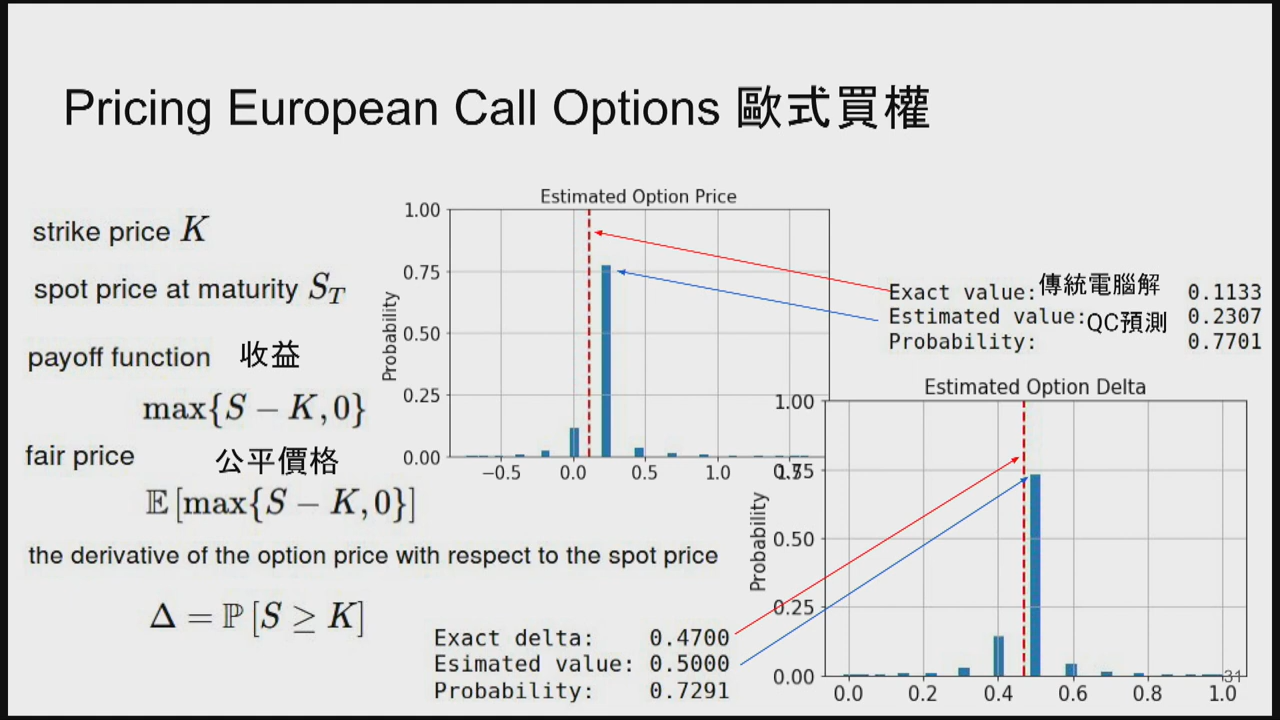 Pricing European Call Options 歐式買權
strike price K
spot price at maturity S_T
payoff function 收益
max{S − K, 0}
fair price 公平價格
𝔼 [max{S − K, 0}]
the derivative of the option price with respect to the spot price
Δ = ℙ [S ≥ K]
Estimated Option Price
Probability
1.00
0.75
0.50
0.25
0.00
−0.5 0.0 0.5 1.0 1.5
Exact value: 傳統電腦解 0.1133
Estimated value: QC預測 0.2307
Probability: 0.7701
Estimated Option Delta
Probability
1.00
0.75
0.50
0.25
0.00
0.0 0.2 0.4 0.6 0.8 1.0
Exact delta: 0.4700
Esimated value: 0.5000
Probability: 0.7291
31